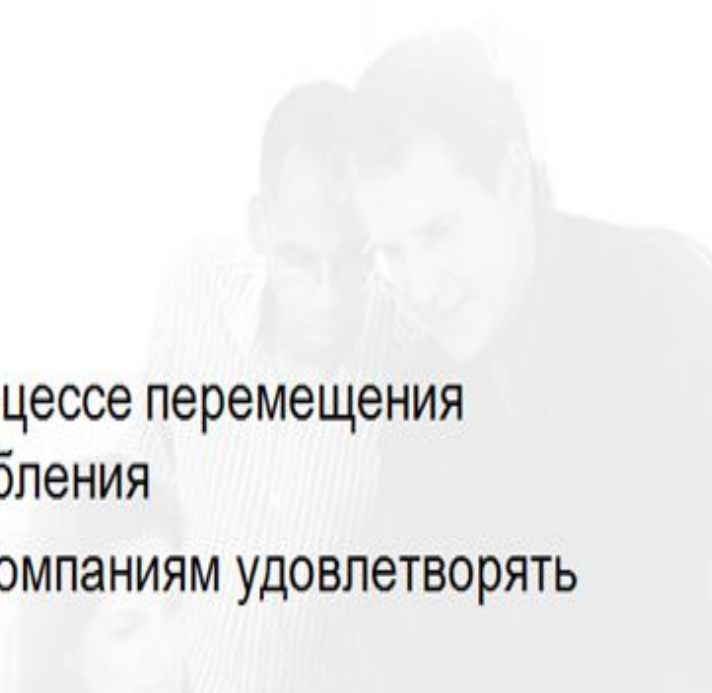 цессе перемещения
бления
омпаниям удовлетворять